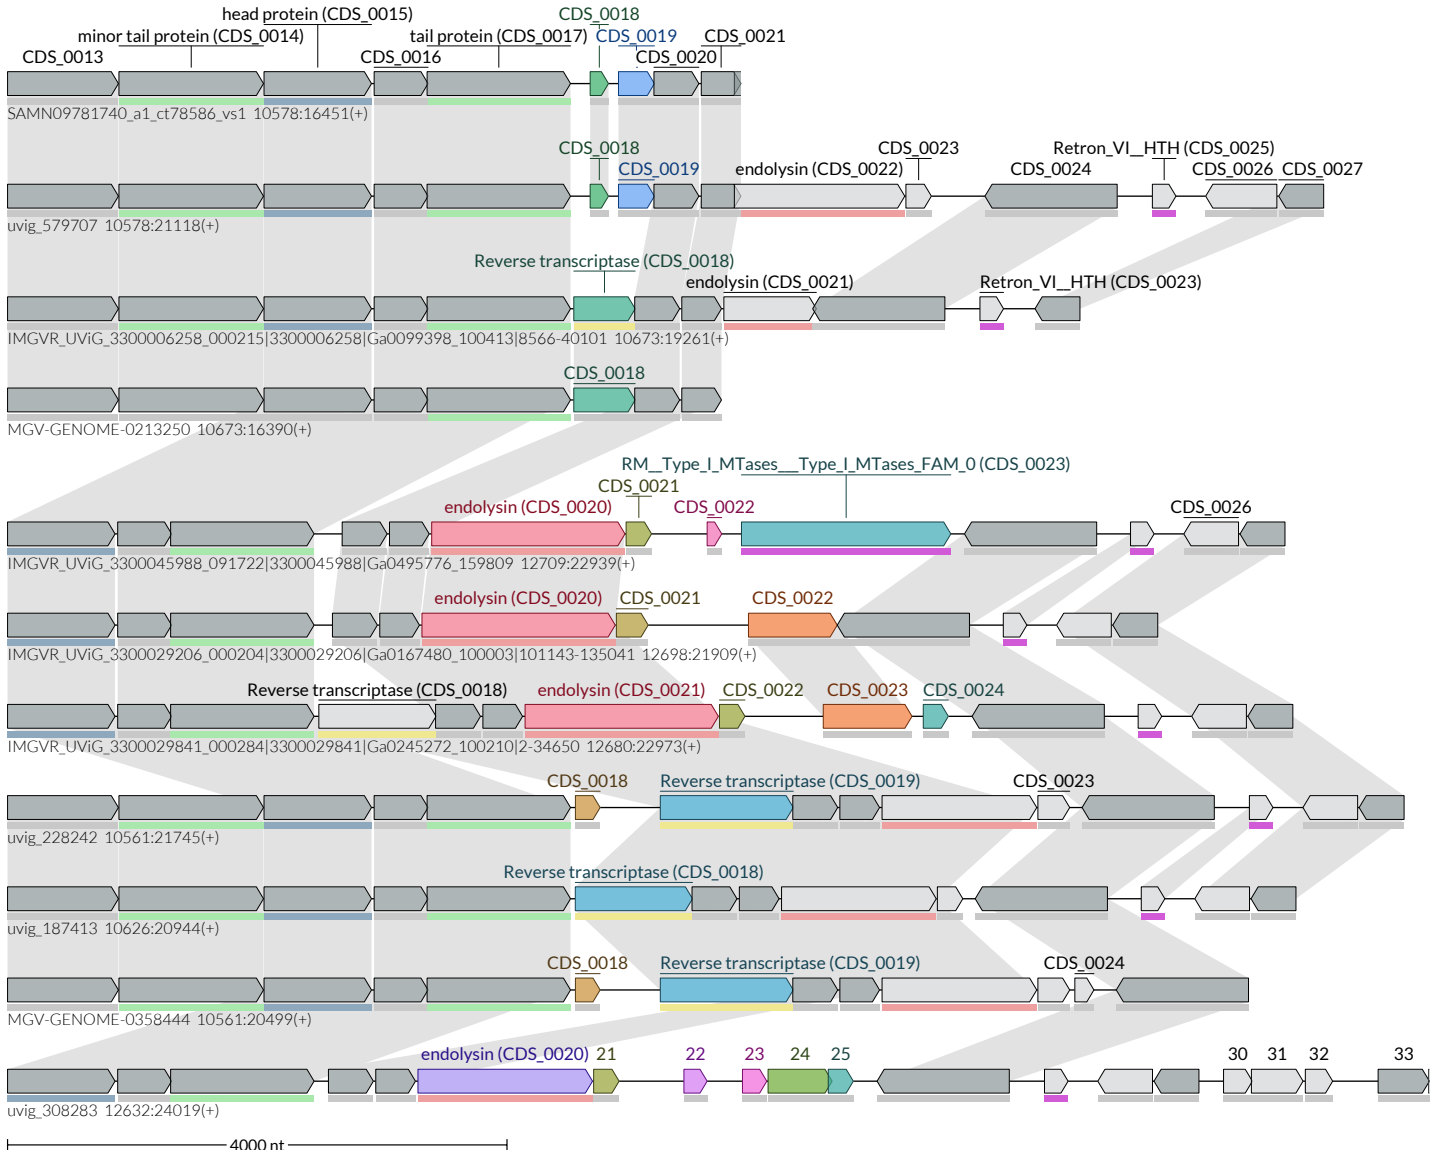 head protein (CDS_0015) CDS_0018
minor tail protein (CDS_0014) tail protein (CDS_0017) CDS_0019 CDS_0021
CDS_0013 CDS_0016 CDS_0020
SAMN09781740_a1_ct78586_vs1 10578:16451(+)
CDS_0018 CDS_0023 Retron_VI__HTH (CDS_0025)
CDS_0019 endolysin (CDS_0022) CDS_0024 CDS_0026 CDS_0027
uvig_579707 10578:21118(+)
Reverse transcriptase (CDS_0018)
endolysin (CDS_0021) Retron_VI__HTH (CDS_0023)
IMGVR_UViG_3300006258_000215|3300006258|Ga0099398_100413|8566-40101 10673:19261(+)
CDS_0018
MGV-GENOME-0213250 10673:16390(+)
RM__Type_I_MTases___Type_I_MTases_FAM_0 (CDS_0023)
CDS_0021
endolysin (CDS_0020) CDS_0022 CDS_0026
IMGVR_UViG_3300045988_091722|3300045988|Ga0495776_159809 12709:22939(+)
endolysin (CDS_0020) CDS_0021 CDS_0022
IMGVR_UViG_3300029206_000204|3300029206|Ga0167480_100003|101143-135041 12698:21909(+)
Reverse transcriptase (CDS_0018) endolysin (CDS_0021) CDS_0022 CDS_0023 CDS_0024
IMGVR_UViG_3300029841_000284|3300029841|Ga0245272_100210|2-34650 12680:22973(+)
CDS_0018 Reverse transcriptase (CDS_0019) CDS_0023
uvig_228242 10561:21745(+)
Reverse transcriptase (CDS_0018)
uvig_187413 10626:20944(+)
CDS_0018 Reverse transcriptase (CDS_0019) CDS_0024
MGV-GENOME-0358444 10561:20499(+)
endolysin (CDS_0020) 21 22 23 24 25 30 31 32 33
uvig_308283 12632:24019(+)
4000 nt